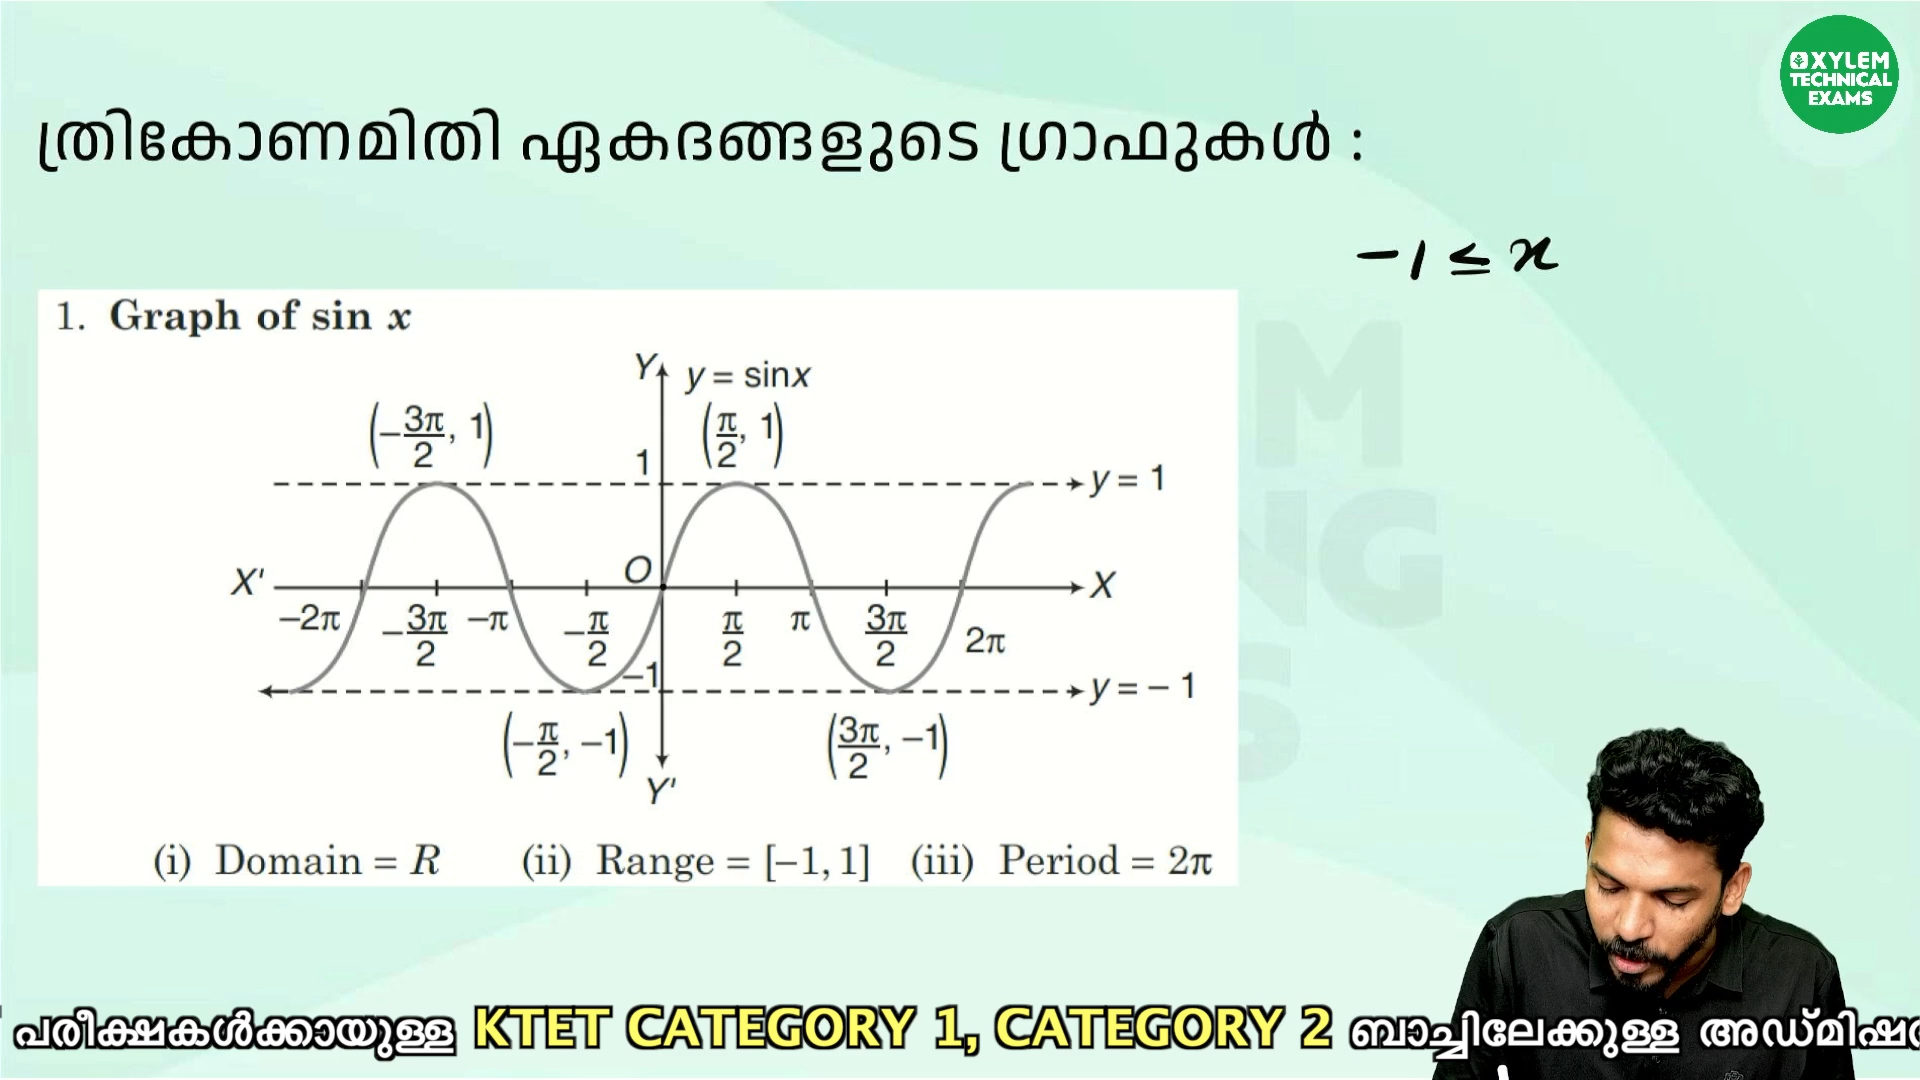 OXYLEM
TECHNICAL
EXAMS
ത്രികോണമിതി ഏകദങ്ങളുടെ ഗ്രാഫുകൾ :
-1 ≤ x
1. Graph of sin x
Y y = sinx
(-3π/2, 1) (π/2, 1)
1
y = 1
X' O X
-2π -3π/2 -π -π/2 π/2 π 3π/2 2π
-1
y = - 1
(-π/2, -1) (3π/2, -1)
Y'
(i) Domain = R (ii) Range = [-1, 1] (iii) Period = 2π
പരീക്ഷകൾക്കായുള്ള KTET CATEGORY 1, CATEGORY 2 ബാച്ചിലേക്കുള്ള